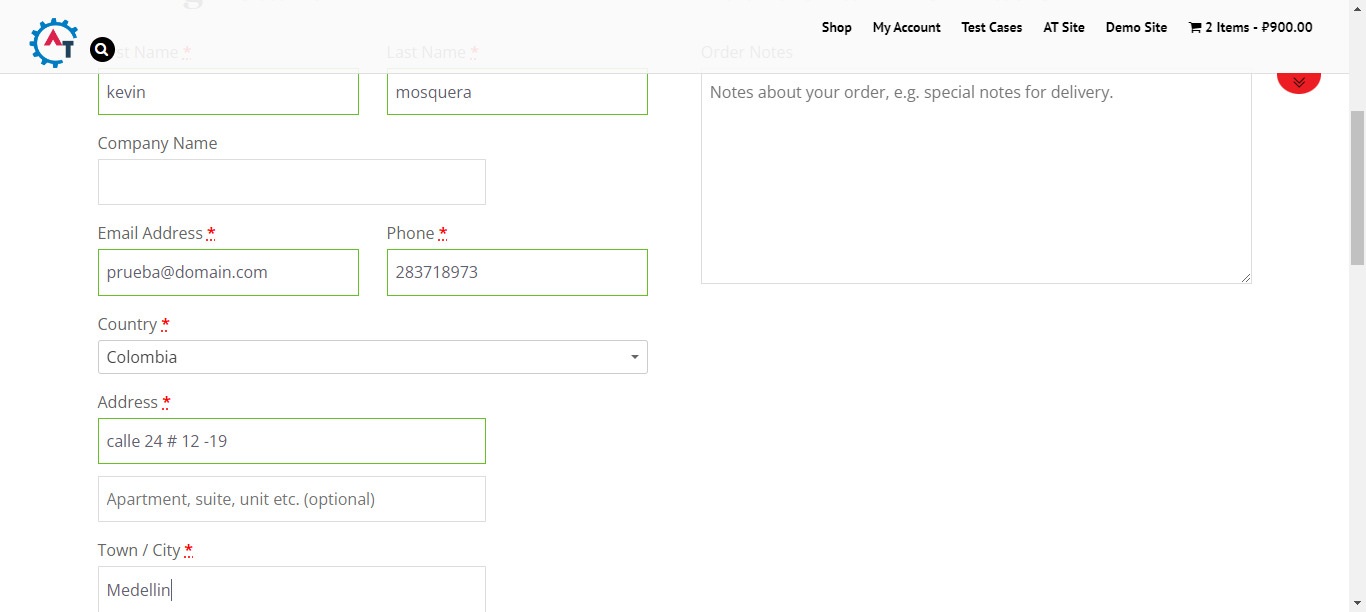 Shop My Account Test Cases AT Site Demo Site 2 Items - ₽900.00
AT
st Name * Last Name * Order Notes
kevin mosquera Notes about your order, e.g. special notes for delivery.
Company Name
Email Address * Phone *
prueba@domain.com 283718973
Country *
Colombia
Address *
calle 24 # 12 -19
Apartment, suite, unit etc. (optional)
Town / City *
Medellin